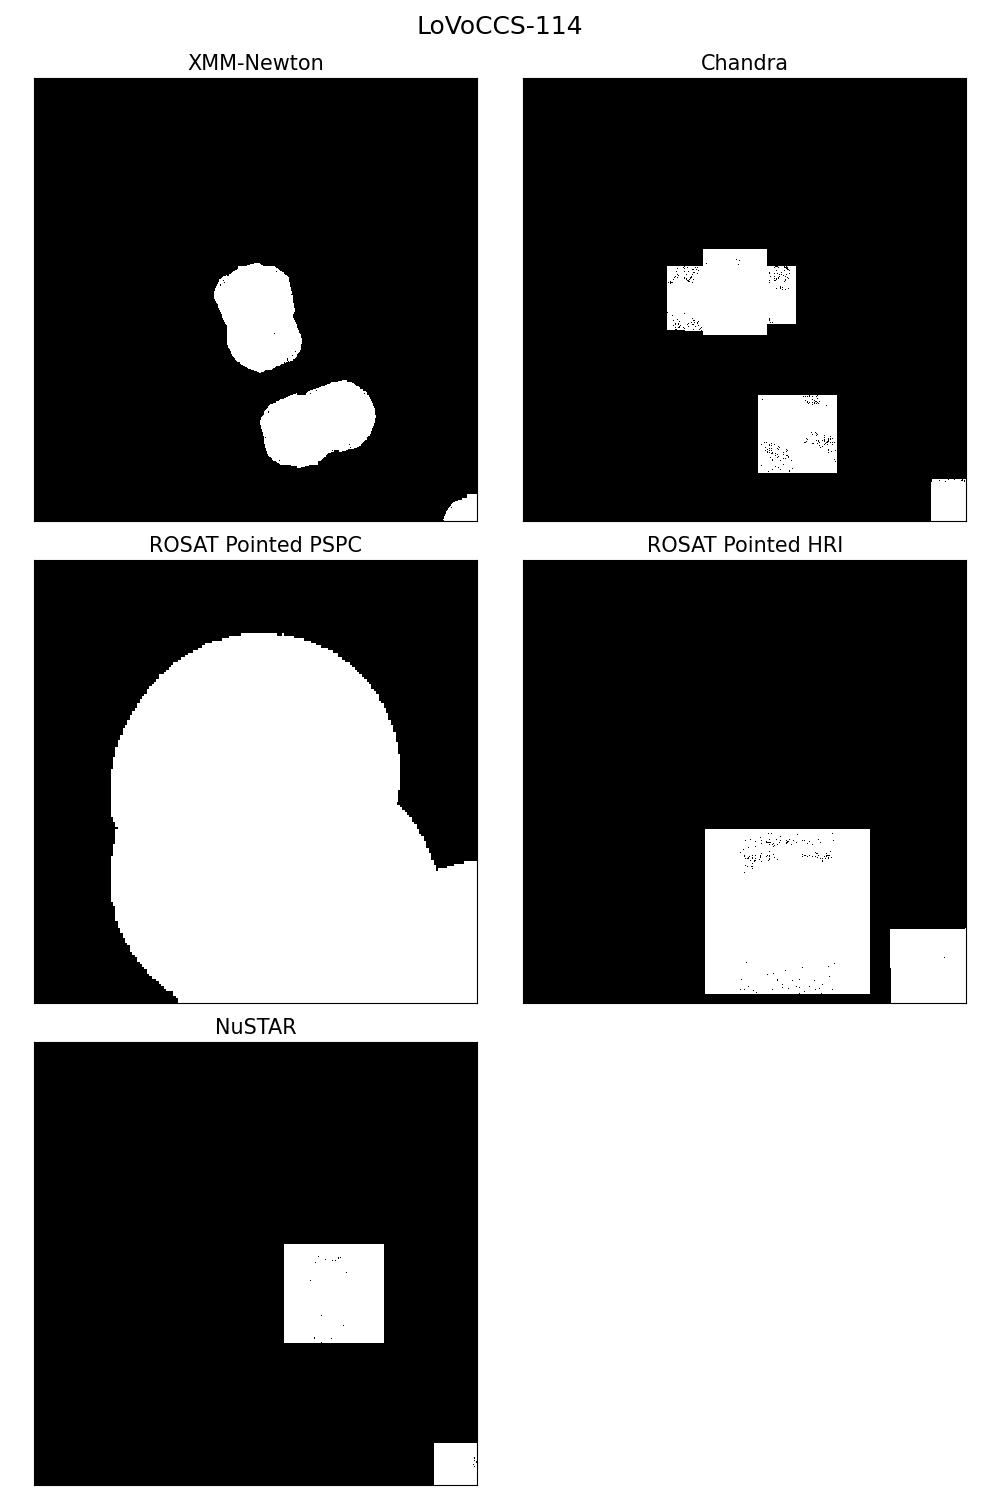 LoVoCCS-114
XMM-Newton
Chandra
ROSAT Pointed PSPC
ROSAT Pointed HRI
NuSTAR